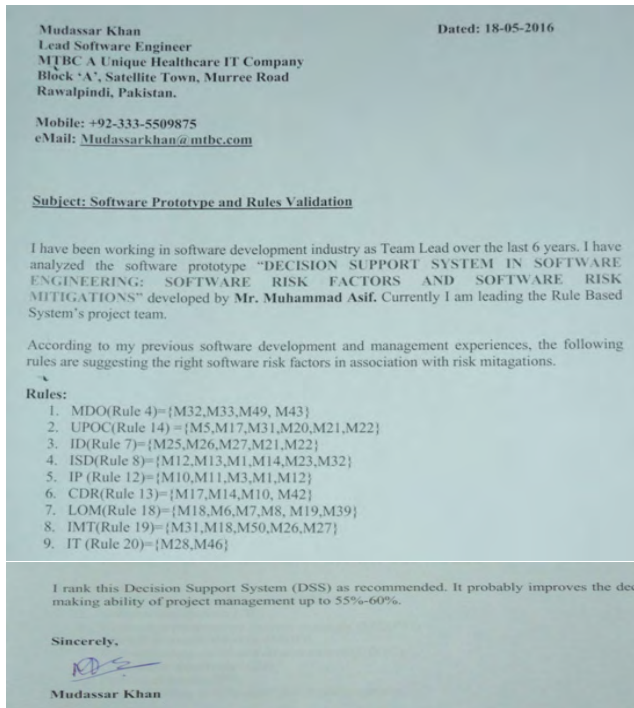 Mudassar Khan
Dated: 18-05-2016
Lead Software Engineer
MTBC A Unique Healthcare IT Company
Block ‘A’, Satellite Town, Murree Road
Rawalpindi, Pakistan.
Mobile: +92-333-5509875
eMail: Mudassarkhan@mtbc.com
Subject: Software Prototype and Rules Validation
I have been working in software development industry as Team Lead over the last 6 years. I have
analyzed the software prototype “DECISION SUPPORT SYSTEM IN SOFTWARE
ENGINEERING: SOFTWARE RISK FACTORS AND SOFTWARE RISK
MITIGATIONS” developed by Mr. Muhammad Asif. Currently I am leading the Rule Based
System’s project team.
According to my previous software development and management experiences, the following
rules are suggesting the right software risk factors in association with risk mitagations.
Rules:
1. MDO(Rule 4)={M32,M33,M49, M43}
2. UPOC(Rule 14) ={M5,M17,M31,M20,M21,M22}
3. ID(Rule 7)={M25,M26,M27,M21,M22}
4. ISD(Rule 8)={M12,M13,M1,M14,M23,M32}
5. IP (Rule 12)={M10,M11,M3,M1,M12}
6. CDR(Rule 13)={M17,M14,M10, M42}
7. LOM(Rule 18)={M18,M6,M7,M8, M19,M39}
8. IMT(Rule 19)={M31,M18,M50,M26,M27}
9. IT (Rule 20)={M28,M46}
I rank this Decision Support System (DSS) as recommended. It probably improves the dec
making ability of project management up to 55%-60%.
Sincerely,
Mudassar Khan